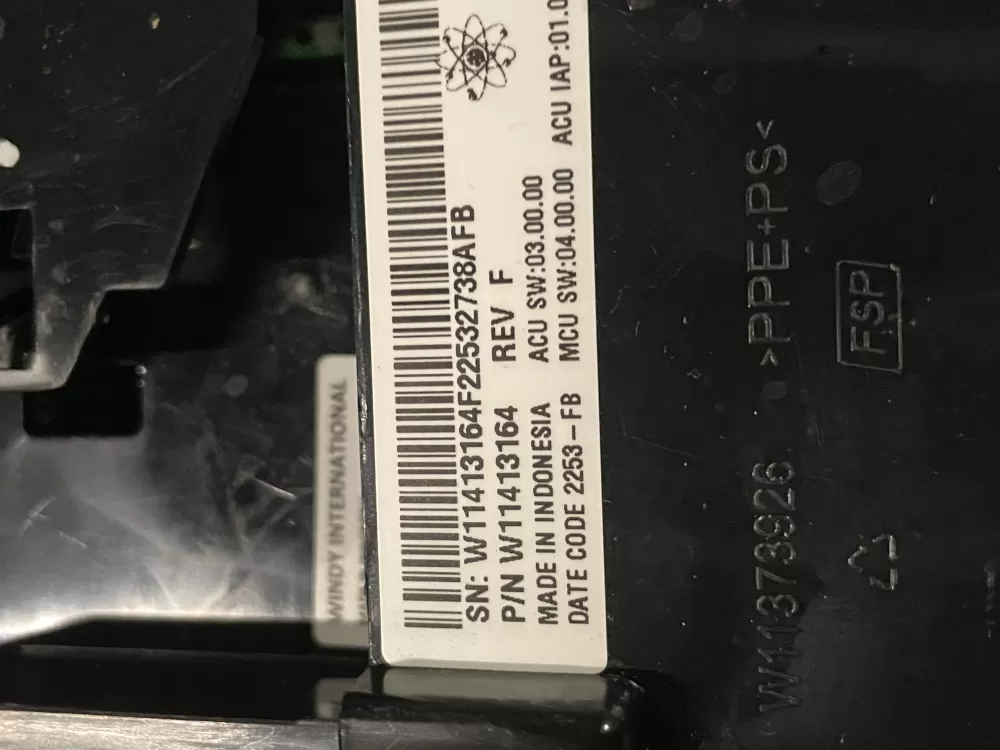 WINDY INTERNATIONAL
SN: W11413164F22532738AFB
P/N W11413164 REV F
MADE IN INDONESIA ACU SW:03.00.00
DATE CODE 2253-FB MCU SW:04.00.00 ACU IAP:01.0
W11373926 >PPE+PS<
FSP